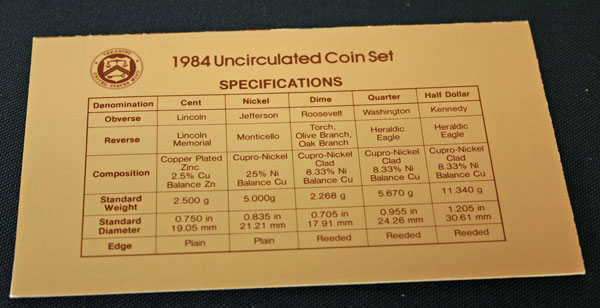 TREASURY
UNITED STATES MINT
1984 Uncirculated Coin Set
SPECIFICATIONS
Denomination Cent Nickel Dime Quarter Half Dollar
Obverse Lincoln Jefferson Roosevelt Washington Kennedy
Reverse Lincoln Memorial Monticello Torch, Olive Branch, Oak Branch Heraldic Eagle Heraldic Eagle
Composition Copper Plated Zinc 2.5% Cu Balance Zn Cupro-Nickel 25% Ni Balance Cu Cupro-Nickel Clad 8.33% Ni Balance Cu Cupro-Nickel Clad 8.33% Ni Balance Cu Cupro-Nickel Clad 8.33% Ni Balance Cu
Standard Weight 2.500 g 5.000g 2.268 g 5.670 g 11.340 g
Standard Diameter 0.750 in 19.05 mm 0.835 in 21.21 mm 0.705 in 17.91 mm 0.955 in 24.26 mm 1.205 in 30.61 mm
Edge Plain Plain Reeded Reeded Reeded